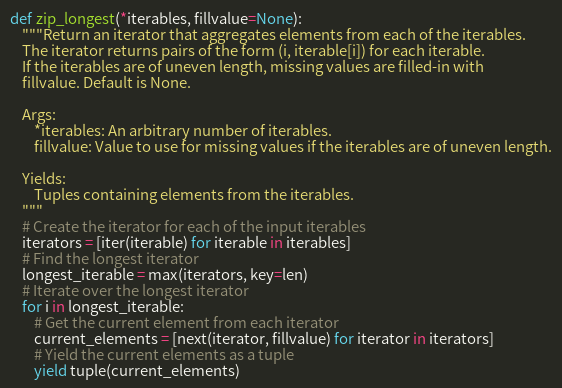 def zip_longest(*iterables, fillvalue=None):
    """Return an iterator that aggregates elements from each of the iterables.
    The iterator returns pairs of the form (i, iterable[i]) for each iterable.
    If the iterables are of uneven length, missing values are filled-in with
    fillvalue. Default is None.

    Args:
        *iterables: An arbitrary number of iterables.
        fillvalue: Value to use for missing values if the iterables are of uneven length.

    Yields:
        Tuples containing elements from the iterables.
    """
    # Create the iterator for each of the input iterables
    iterators = [iter(iterable) for iterable in iterables]
    # Find the longest iterator
    longest_iterable = max(iterators, key=len)
    # Iterate over the longest iterator
    for i in longest_iterable:
        # Get the current element from each iterator
        current_elements = [next(iterator, fillvalue) for iterator in iterators]
        # Yield the current elements as a tuple
        yield tuple(current_elements)